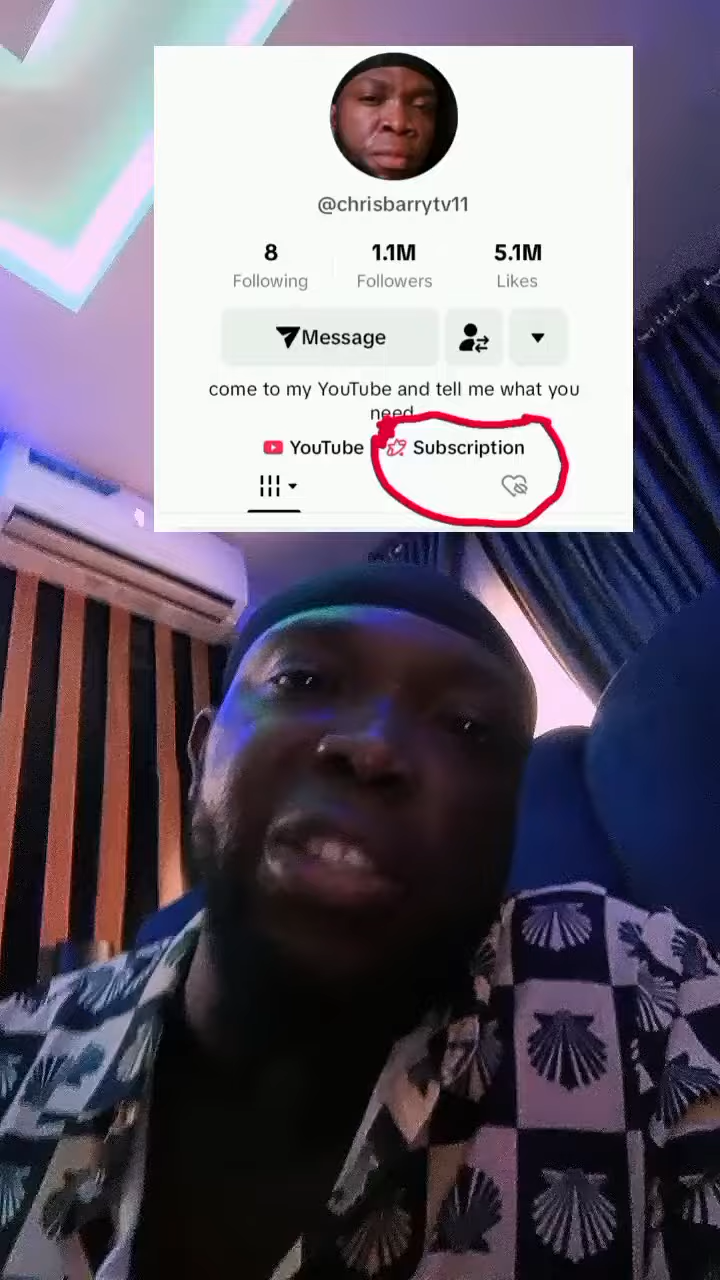 @chrisbarrytv11
8 1.1M 5.1M
Following Followers Likes
Message
come to my YouTube and tell me what you
need
YouTube Subscription